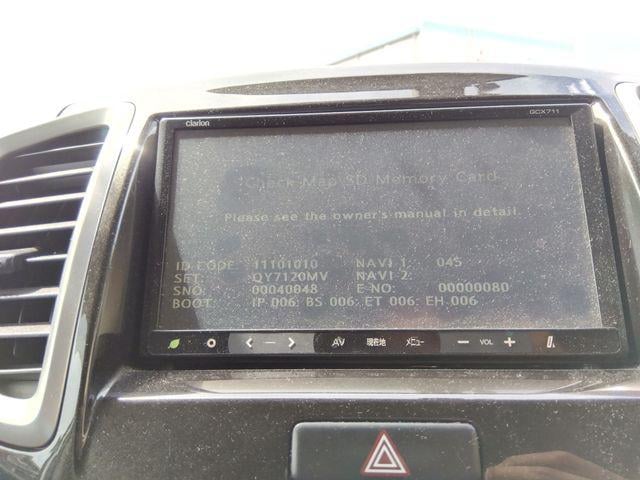 clarion GCX711
Check Map SD Memory Card
Please see the owner's manual in detail.
ID CODE: 11101010 NAVI 1: 045
SET: QY7120MV NAVI 2:
SNO: 00040048 E NO: 00000080
BOOT: IP 006: BS 006: ET 006: EH 006
AV 現在地 メニュー − VOL +